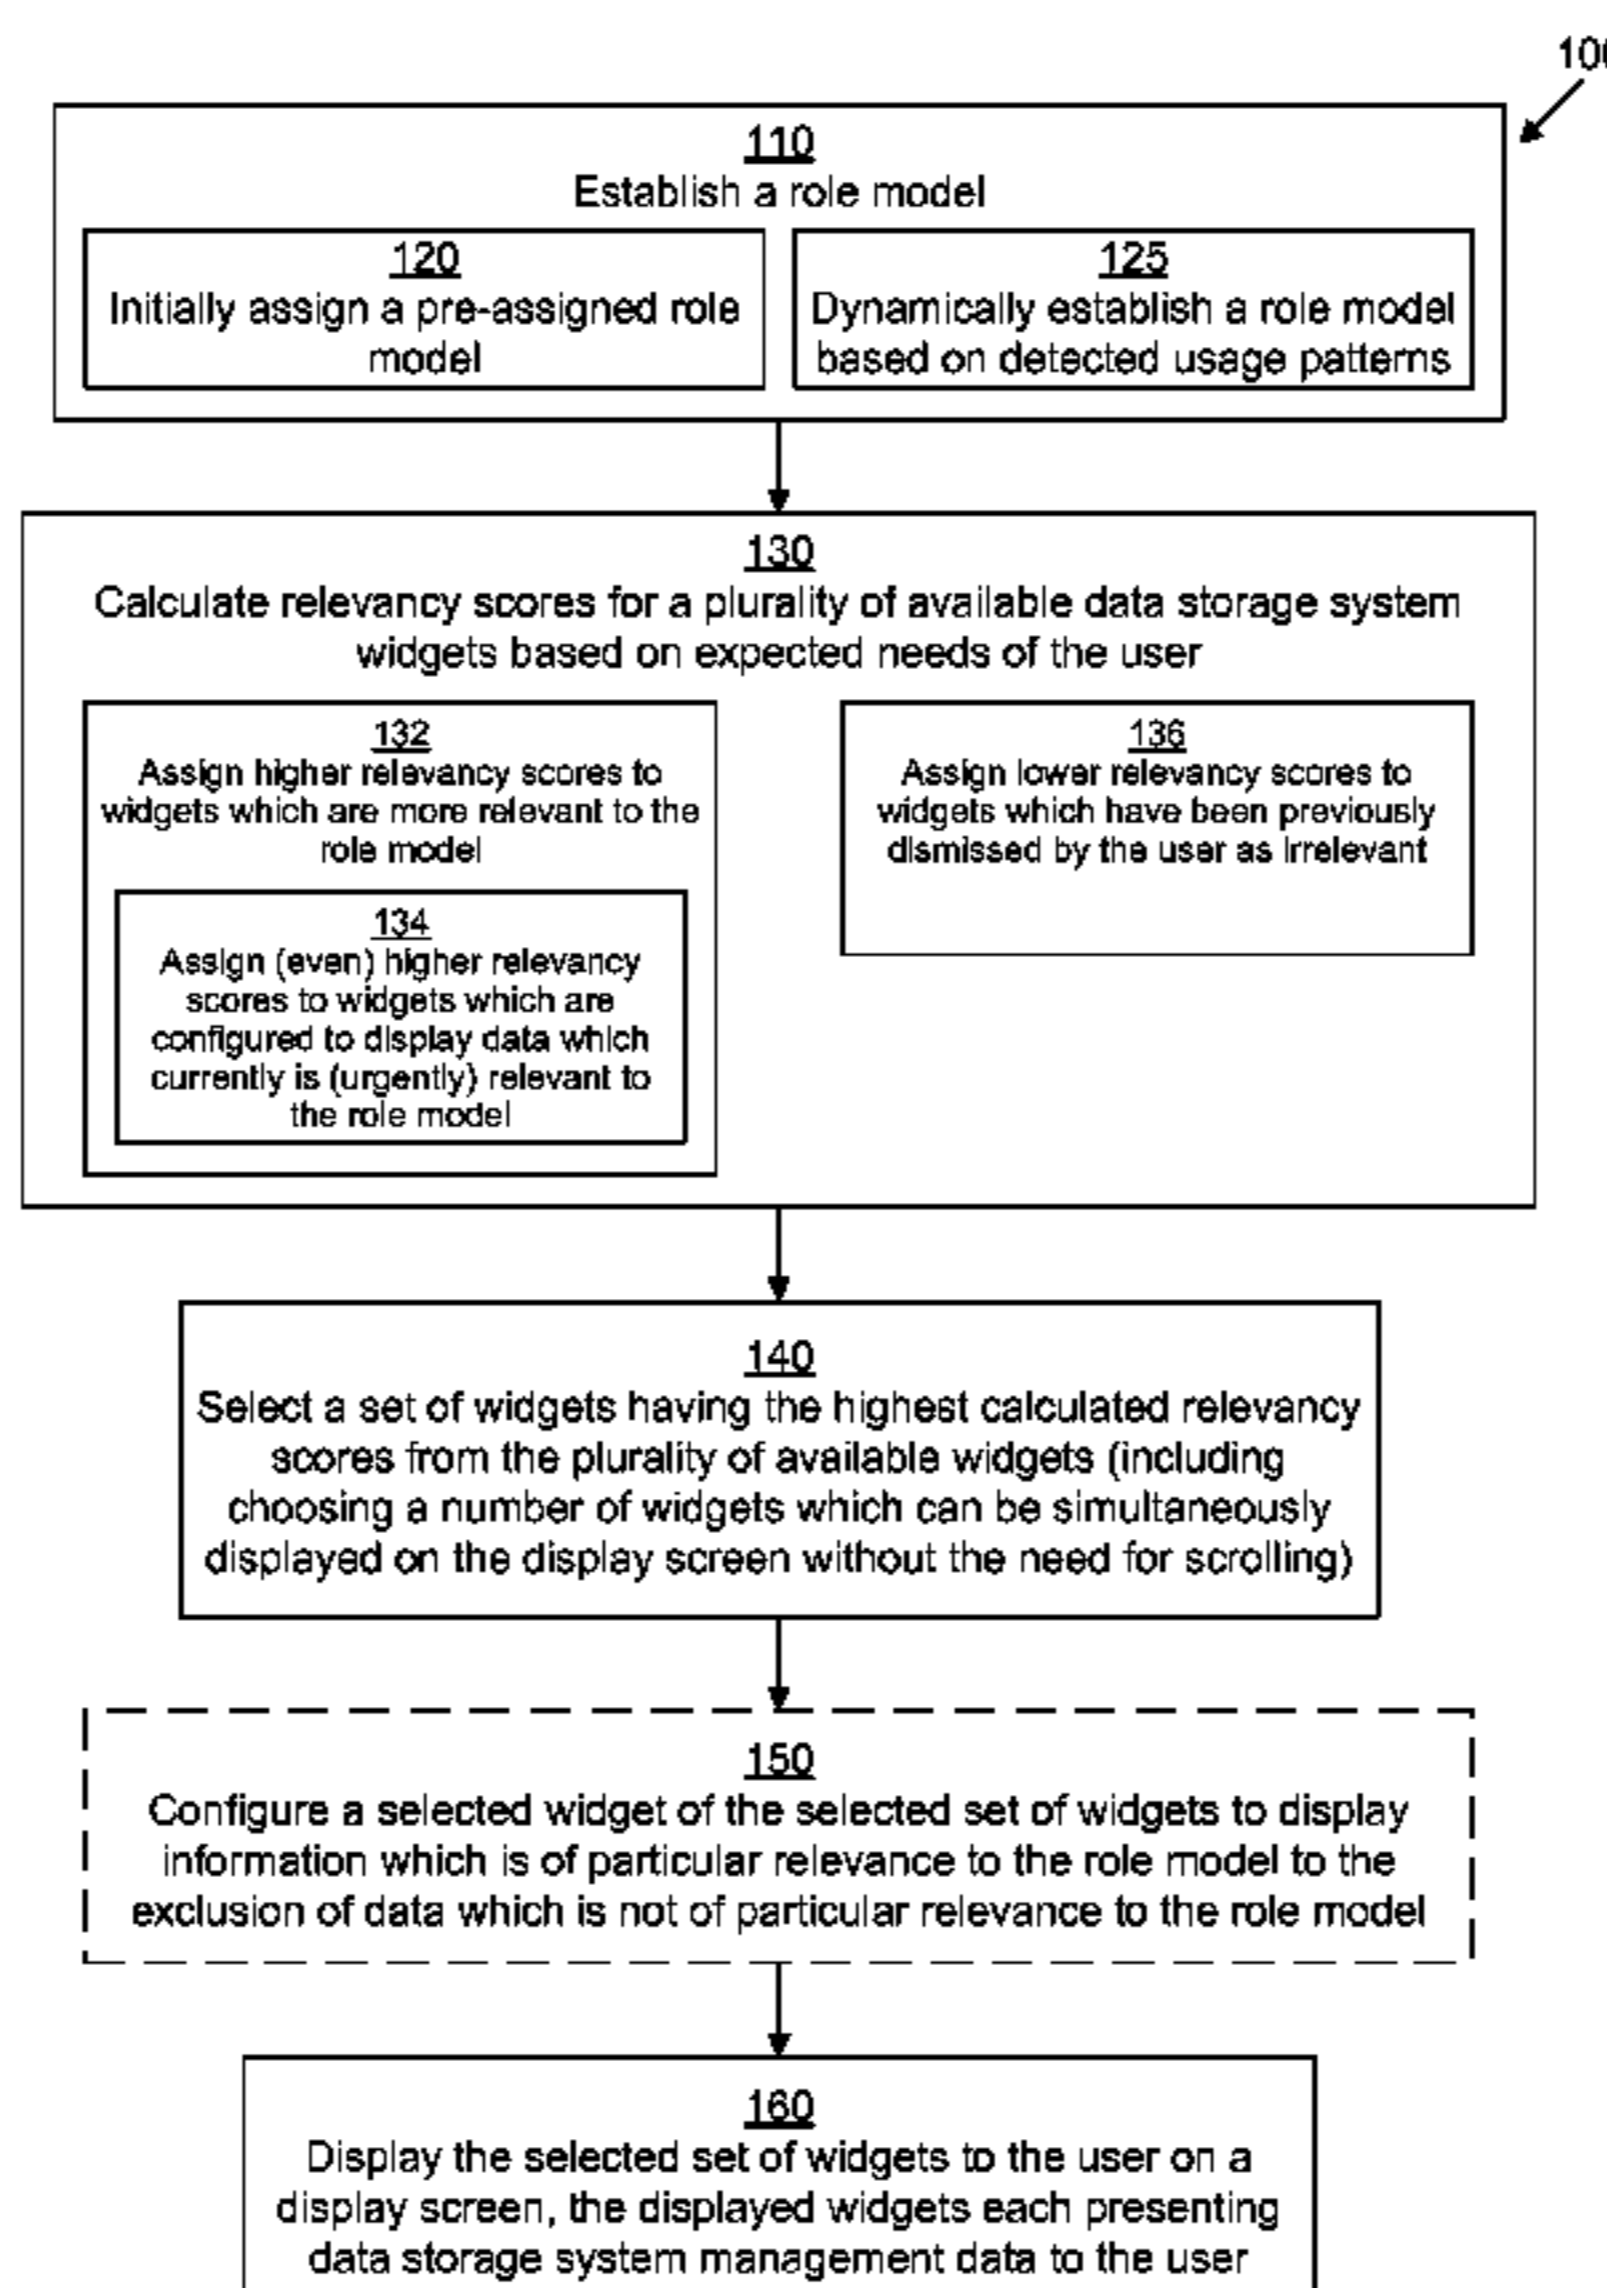 110
Establish a role model
120
Initially assign a pre-assigned role
model
125
Dynamically establish a role model
based on detected usage patterns
130
Calculate relevancy scores for a plurality of available data storage system
widgets based on expected needs of the user
132
Assign higher relevancy scores to
widgets which are more relevant to the
role model
134
Assign (even) higher relevancy
scores to widgets which are
configured to display data which
currently is (urgently) relevant to
the role model
136
Assign lower relevancy scores to
widgets which have been previously
dismissed by the user as irrelevant
140
Select a set of widgets having the highest calculated relevancy
scores from the plurality of available widgets (including
choosing a number of widgets which can be simultaneously
displayed on the display screen without the need for scrolling)
150
Configure a selected widget of the selected set of widgets to display
information which is of particular relevance to the role model to the
exclusion of data which is not of particular relevance to the role model
160
Display the selected set of widgets to the user on a
display screen, the displayed widgets each presenting
data storage system management data to the user